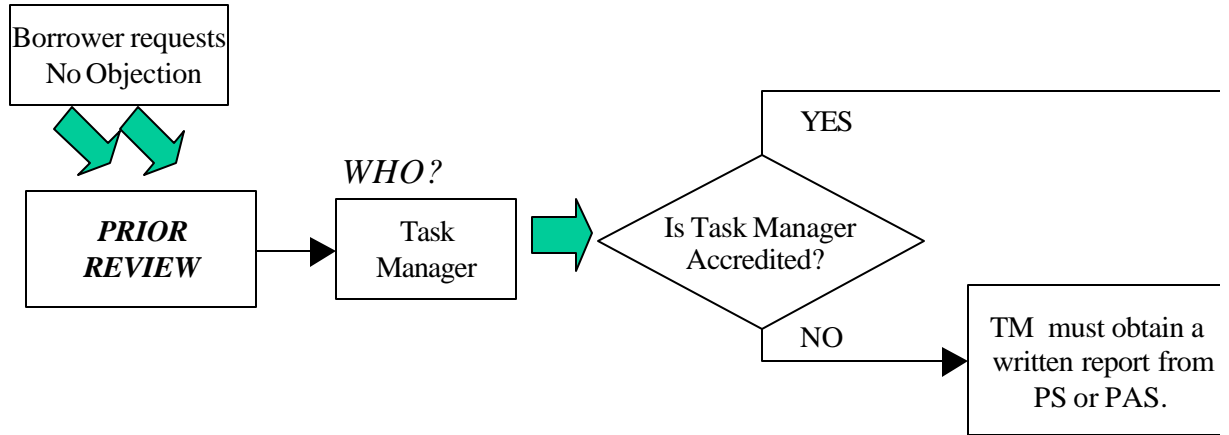 Borrower requests
No Objection
PRIOR
REVIEW
WHO?
Task
Manager
Is Task Manager
Accredited?
YES
NO
TM must obtain a
written report from
PS or PAS.